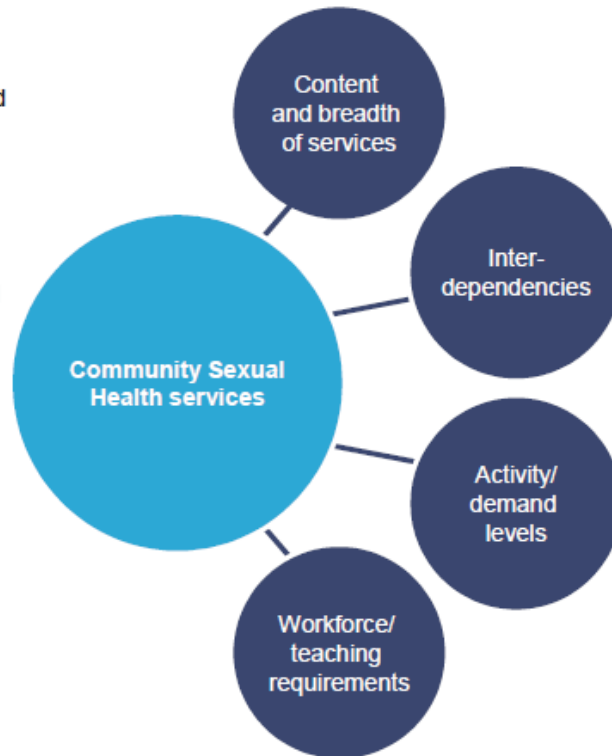 Content
and breadth
of services
Inter-
dependencies
Community Sexual
Health services
Activity/
demand
levels
Workforce/
teaching
requirements